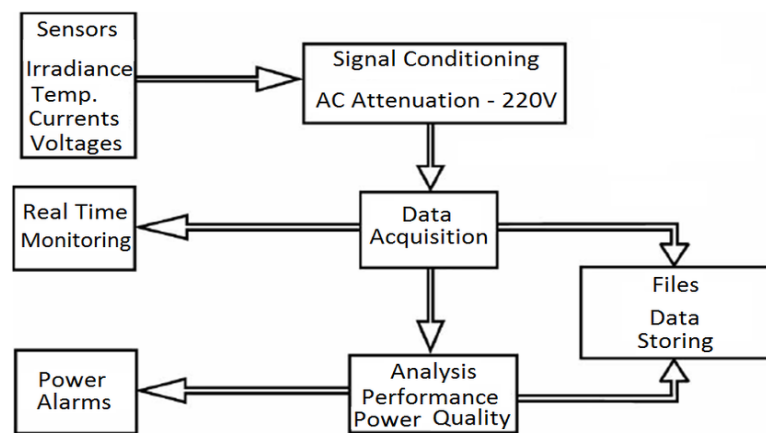 Sensors
Irradiance
Temp.
Currents
Voltages
Signal Conditioning
AC Attenuation - 220V
Real Time
Monitoring
Data
Acquisition
Files
Data
Storing
Power
Alarms
Analysis
Performance
Power Quality